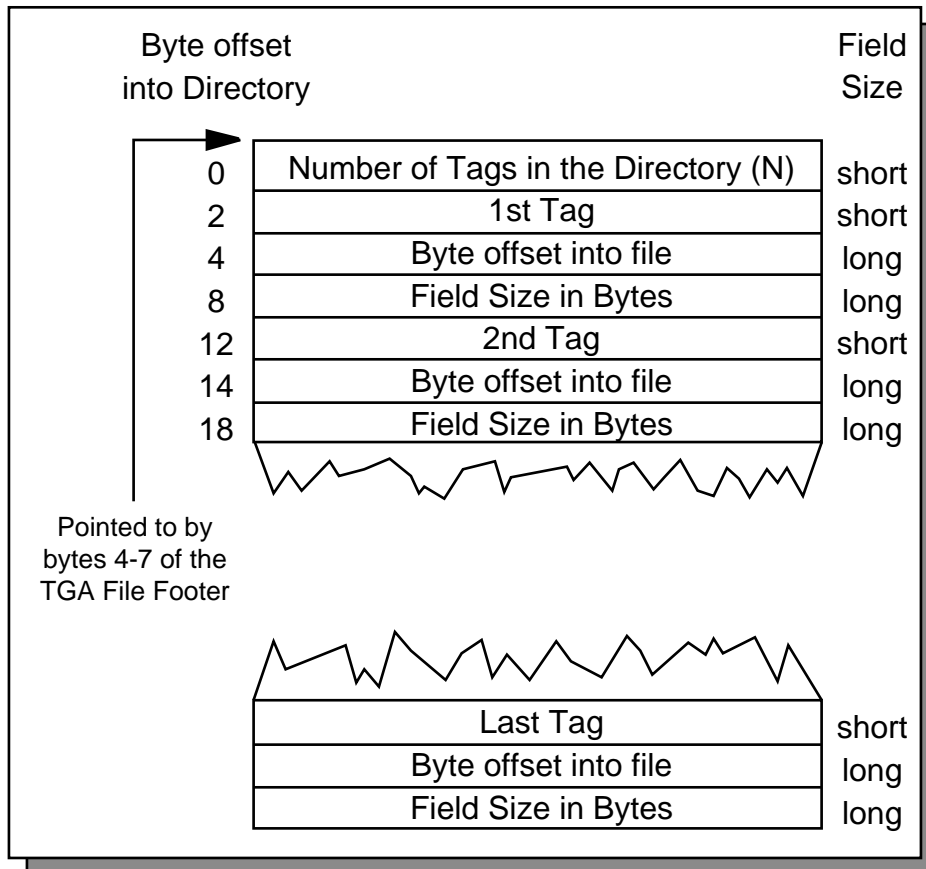 Byte offset
into Directory
Field
Size
0 Number of Tags in the Directory (N) short
2 1st Tag short
4 Byte offset into file long
8 Field Size in Bytes long
12 2nd Tag short
14 Byte offset into file long
18 Field Size in Bytes long
Pointed to by
bytes 4-7 of the
TGA File Footer
Last Tag short
Byte offset into file long
Field Size in Bytes long